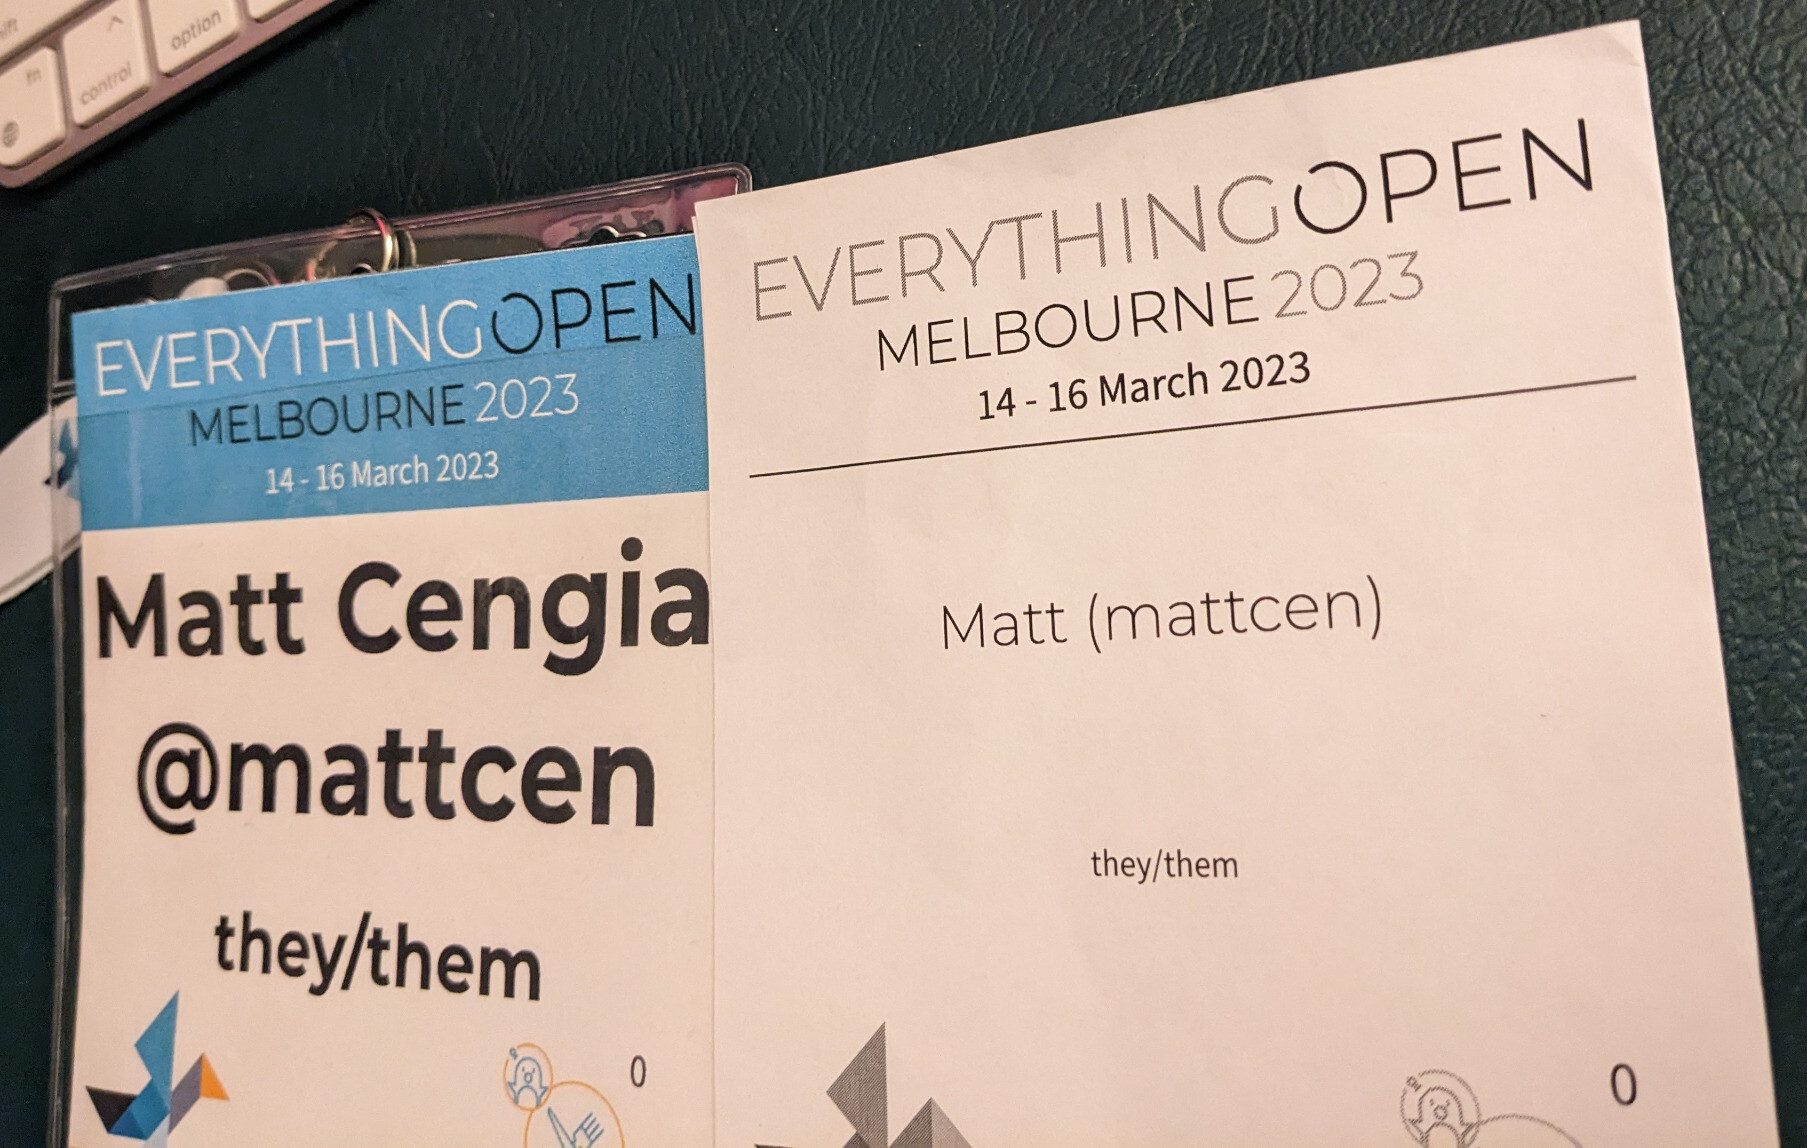 option
control
fn
EVERYTHINGOPEN
MELBOURNE 2023
14 - 16 March 2023
Matt Cengia
@mattcen
they/them
0
EVERYTHINGOPEN
MELBOURNE 2023
14 - 16 March 2023
Matt (mattcen)
they/them
0